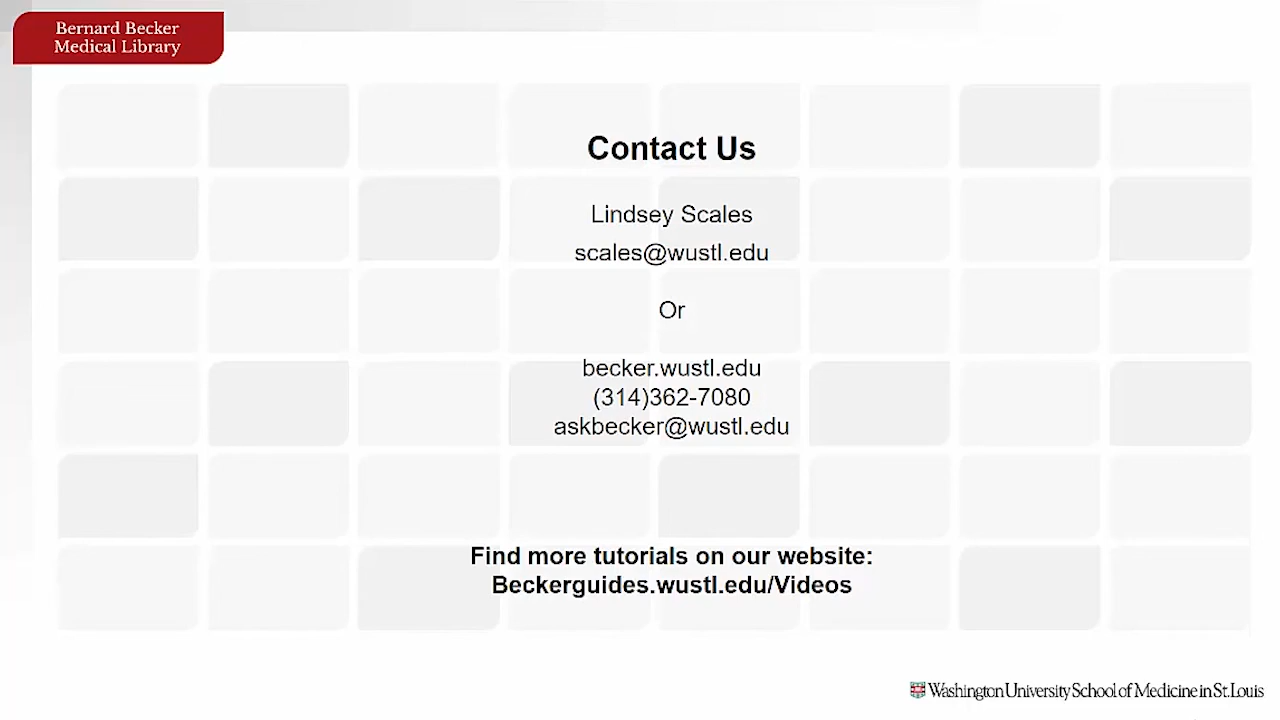 Bernard Becker
Medical Library
Contact Us
Lindsey Scales
scales@wustl.edu
Or
becker.wustl.edu
(314)362-7080
askbecker@wustl.edu
Find more tutorials on our website:
Beckerguides.wustl.edu/Videos
Washington University School of Medicine in St. Louis